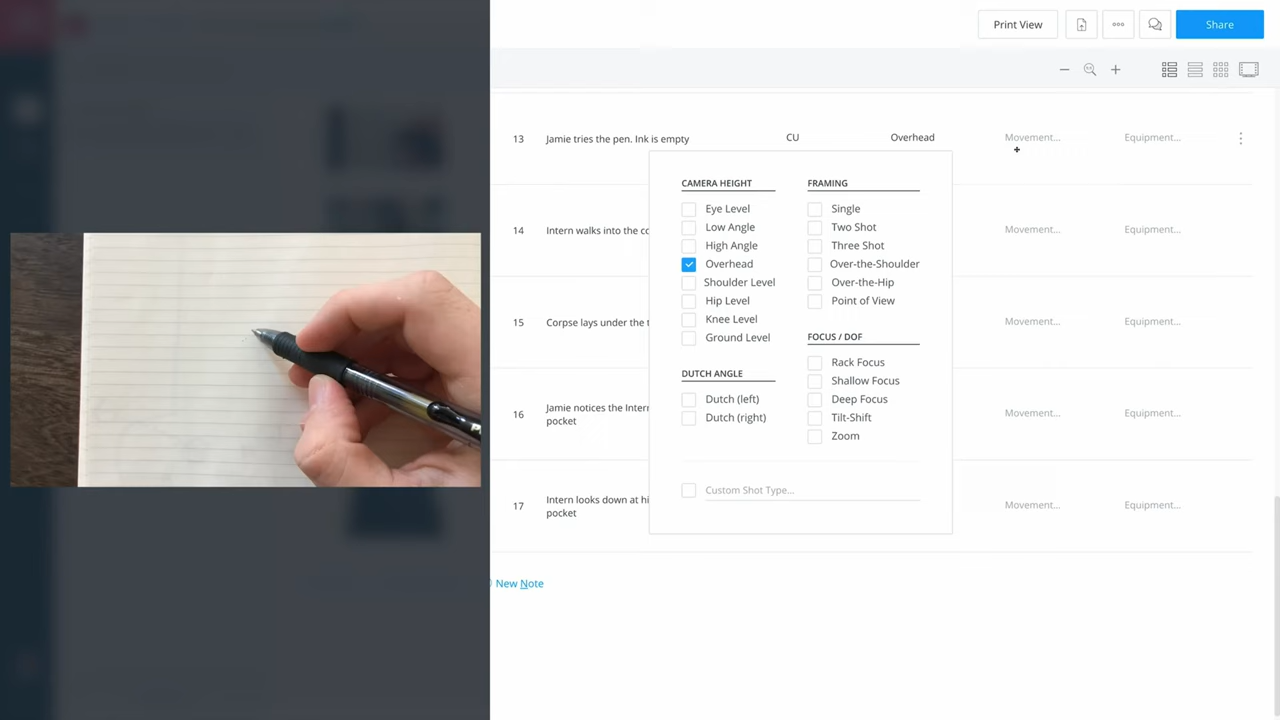 Print View
Share
13 Jamie tries the pen. Ink is empty CU Overhead Movement... Equipment...
CAMERA HEIGHT
Eye Level
Low Angle
High Angle
Overhead
Shoulder Level
Hip Level
Knee Level
Ground Level
DUTCH ANGLE
Dutch (left)
Dutch (right)
FRAMING
Single
Two Shot
Three Shot
Over-the-Shoulder
Over-the-Hip
Point of View
FOCUS / DOF
Rack Focus
Shallow Focus
Deep Focus
Tilt-Shift
Zoom
Custom Shot Type...
14 Intern walks into the Movement... Equipment...
15 Corpse lays under the Movement... Equipment...
16 Jamie notices the Movement... Equipment...
pocket
17 Intern looks down at Movement... Equipment...
pocket
New Note